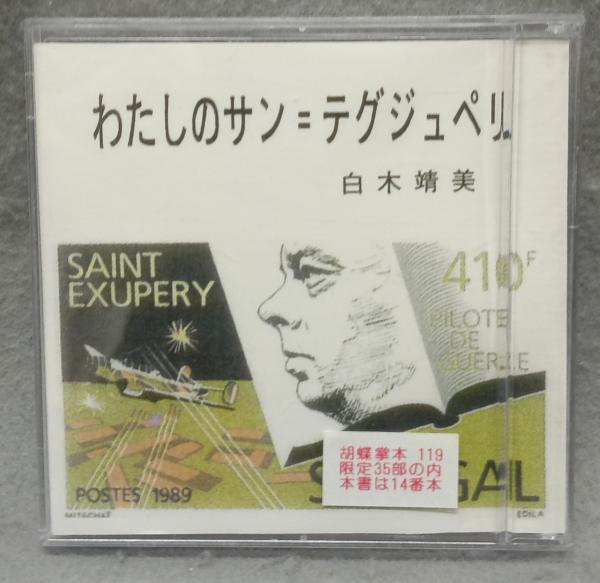 わたしのサン=テグジュペリ
白木靖美
SAINT
EXUPERY
410F
PILOTE
DE
GUERRE
胡蝶掌本 119
限定35部の内
本書は14番本
POSTES 1989
EDILA